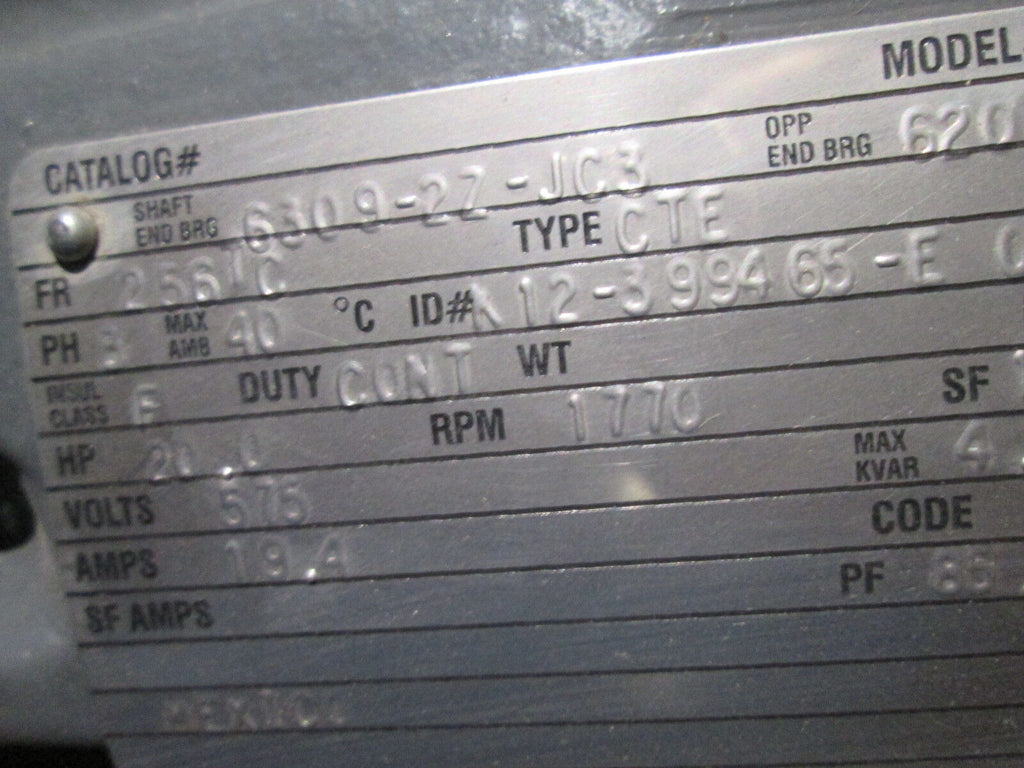 MODEL
CATALOG#
SHAFT END BRG 6309-2Z-JC3 OPP END BRG 620
FR 256TC TYPE CTE
PH 3 MAX AMB 40 °C ID# K12-399465-E
INSUL CLASS F DUTY CONT WT
HP 20.0 RPM 1770 SF
VOLTS 575 MAX KVAR 4.
AMPS 19.4 CODE
SF AMPS PF 86.